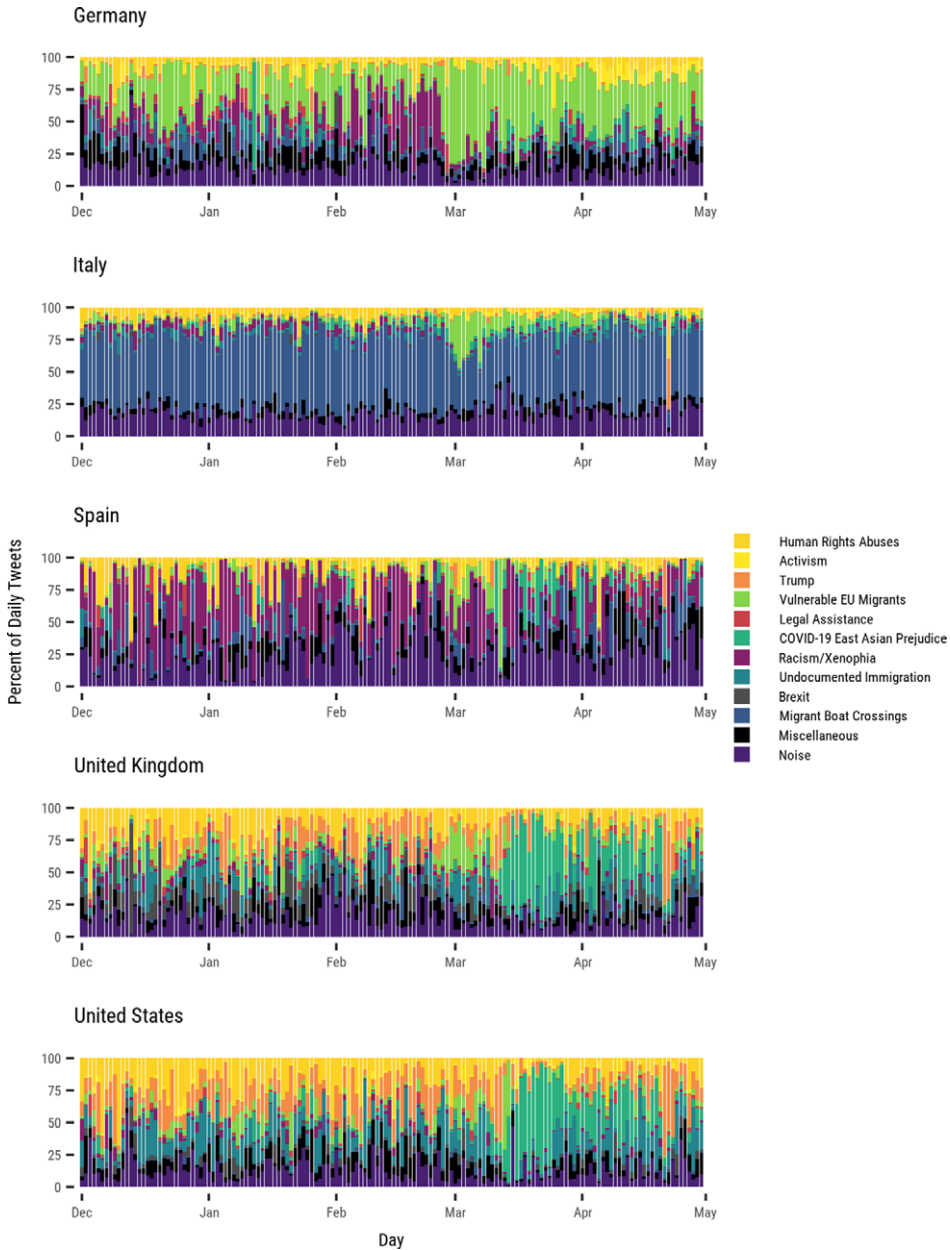 Germany
100
75
50
25
0
Dec Jan Feb Mar Apr May
Italy
100
75
50
25
0
Dec Jan Feb Mar Apr May
Spain
100
75
50
25
0
Dec Jan Feb Mar Apr May
Percent of Daily Tweets
Human Rights Abuses
Activism
Trump
Vulnerable EU Migrants
Legal Assistance
COVID-19 East Asian Prejudice
Racism/Xenophia
Undocumented Immigration
Brexit
Migrant Boat Crossings
Miscellaneous
Noise
United Kingdom
100
75
50
25
0
Dec Jan Feb Mar Apr May
United States
100
75
50
25
0
Dec Jan Feb Mar Apr May
Day